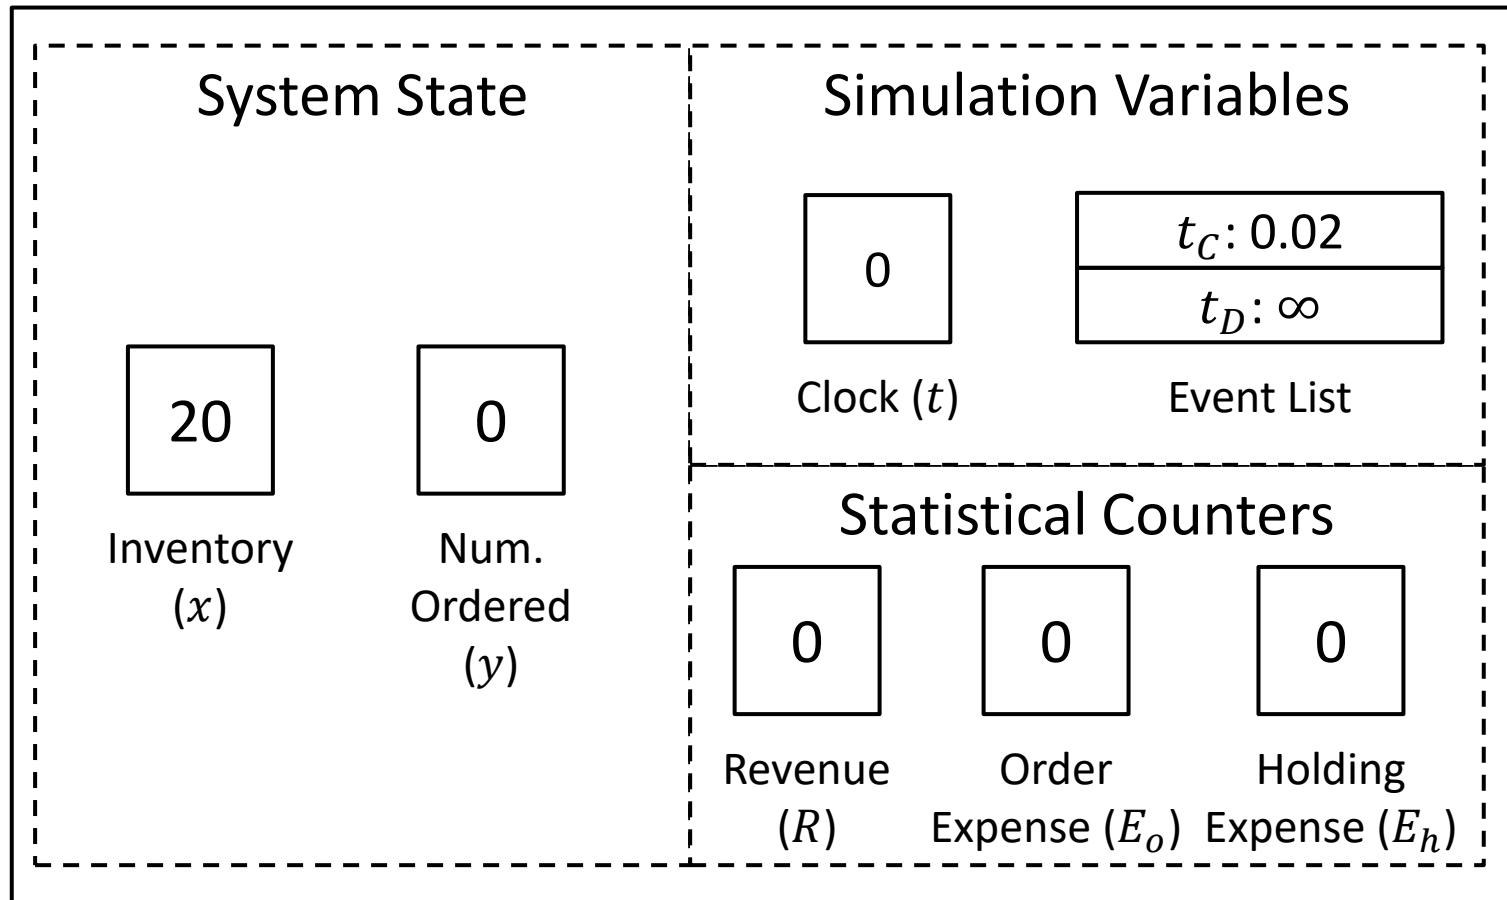 System State
20
0
Inventory
(x)
Num.
Ordered
(y)
Simulation Variables
0
t_C: 0.02
t_D: ∞
Clock (t)
Event List
Statistical Counters
0
0
0
Revenue
(R)
Order
Expense (E_o)
Holding
Expense (E_h)